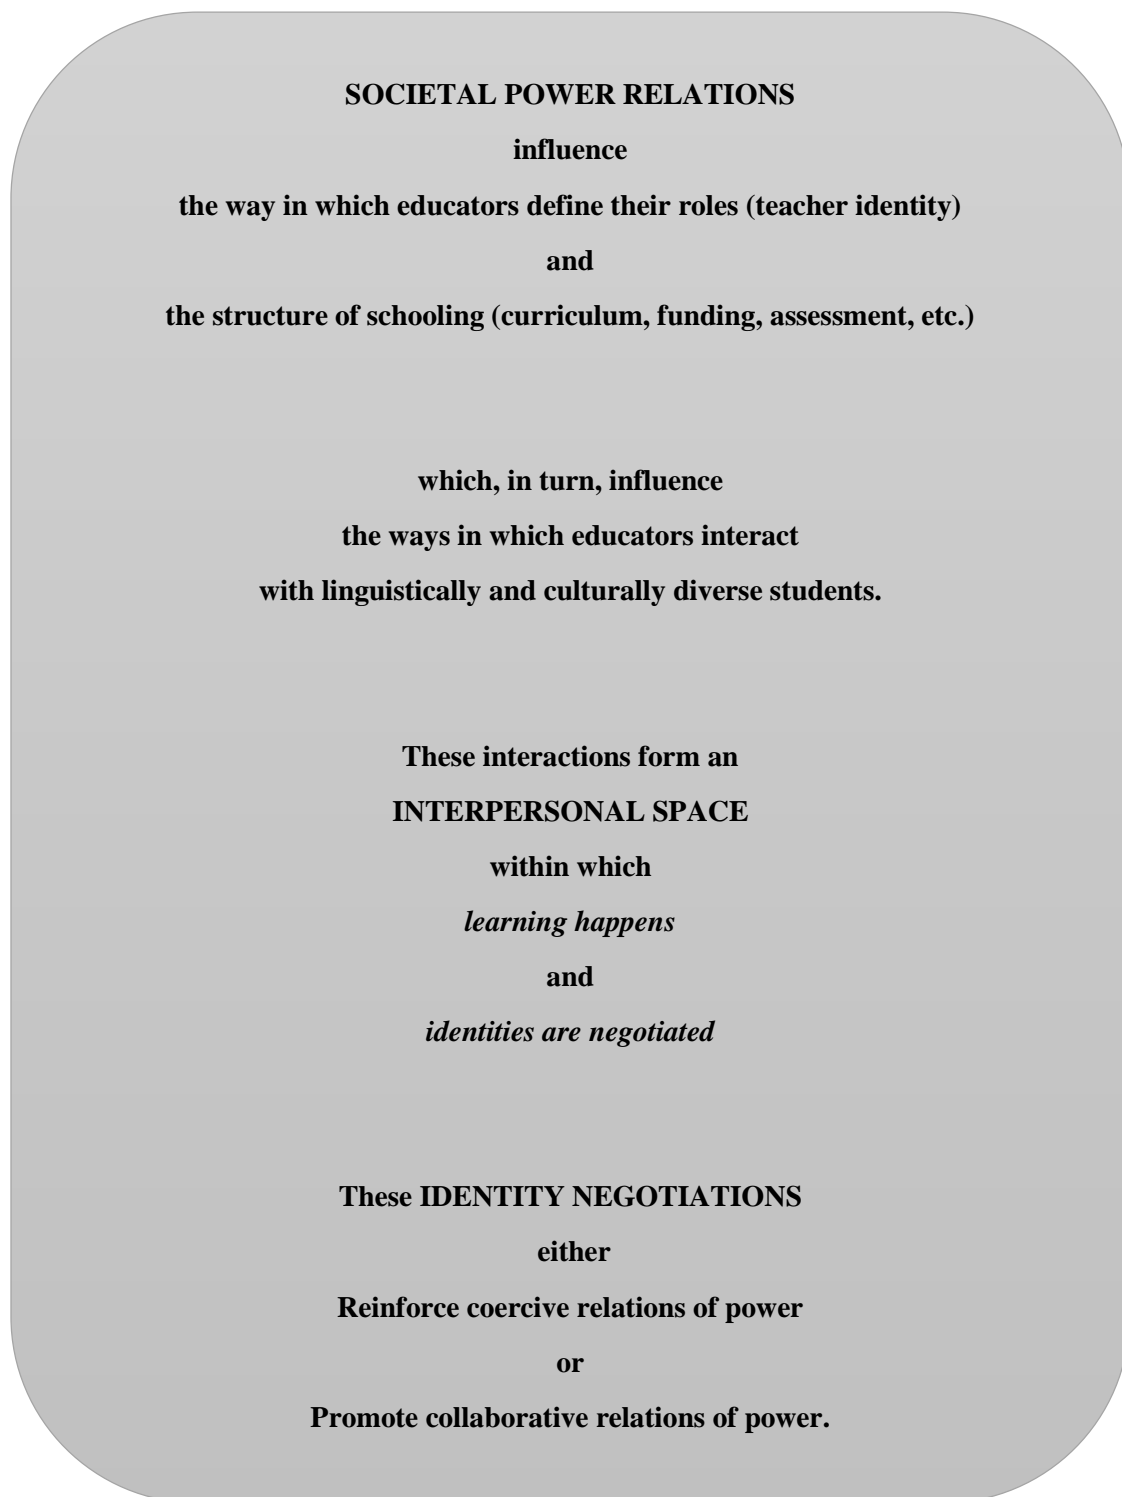 SOCIETAL POWER RELATIONS
influence
the way in which educators define their roles (teacher identity)
and
the structure of schooling (curriculum, funding, assessment, etc.)
which, in turn, influence
the ways in which educators interact
with linguistically and culturally diverse students.
These interactions form an
INTERPERSONAL SPACE
within which
learning happens
and
identities are negotiated
These IDENTITY NEGOTIATIONS
either
Reinforce coercive relations of power
or
Promote collaborative relations of power.